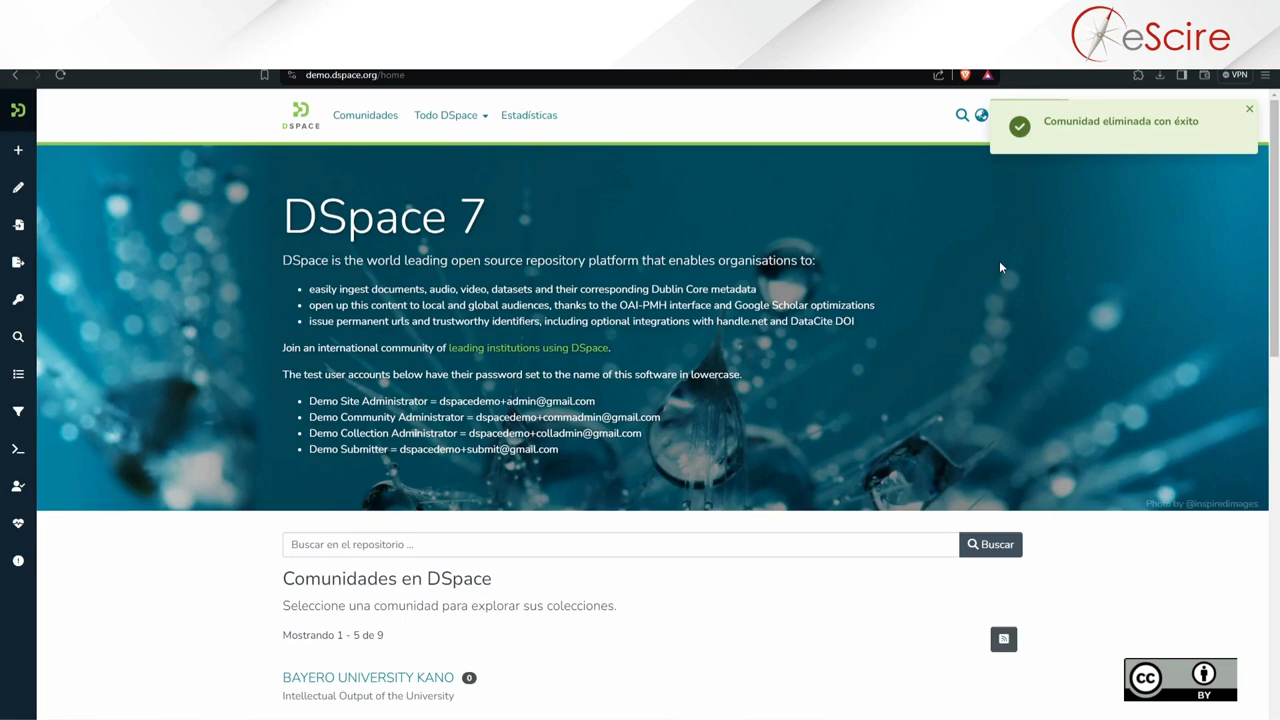 eScire
demo.dspace.org/home
VPN
DSPACE
Comunidades
Todo DSpace
Estadísticas
Comunidad eliminada con éxito
DSpace 7
DSpace is the world leading open source repository platform that enables organisations to:
easily ingest documents, audio, video, datasets and their corresponding Dublin Core metadata
open up this content to local and global audiences, thanks to the OAI-PMH interface and Google Scholar optimizations
issue permanent urls and trustworthy identifiers, including optional integrations with handle.net and DataCite DOI
Join an international community of leading institutions using DSpace.
The test user accounts below have their password set to the name of this software in lowercase.
Demo Site Administrator = dspacedemo+admin@gmail.com
Demo Community Administrator = dspacedemo+commadmin@gmail.com
Demo Collection Administrator = dspacedemo+colladmin@gmail.com
Demo Submitter = dspacedemo+submit@gmail.com
Photo by @inspiredimages
Buscar en el repositorio ...
Buscar
Comunidades en DSpace
Seleccione una comunidad para explorar sus colecciones.
Mostrando 1 - 5 de 9
BAYERO UNIVERSITY KANO 0
Intellectual Output of the University
cc
BY